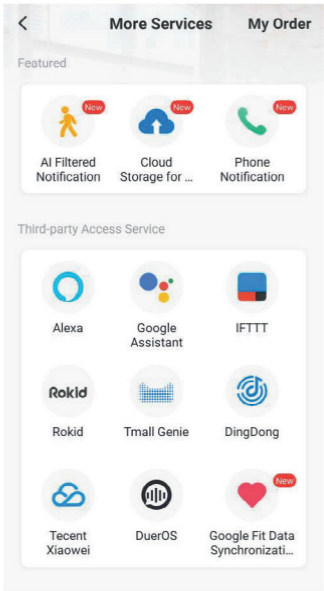 More Services My Order
Featured
New New New
AI Filtered Cloud Phone
Notification Storage for ... Notification
Third-party Access Service
Alexa Google IFTTT
Assistant
Rokid
Rokid Tmall Genie DingDong
New
Tecent DuerOS Google Fit Data
Xiaowei Synchronizati...